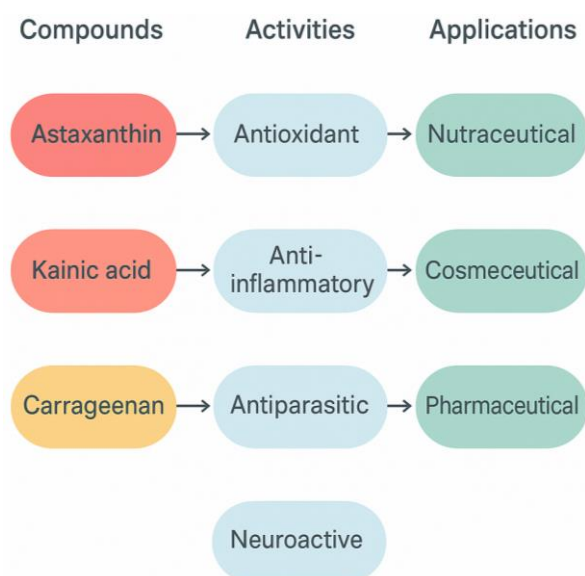 Compounds Activities Applications
Astaxanthin Antioxidant Nutraceutical
Kainic acid Anti-
inflammatory Cosmeceutical
Carrageenan Antiparasitic Pharmaceutical
Neuroactive